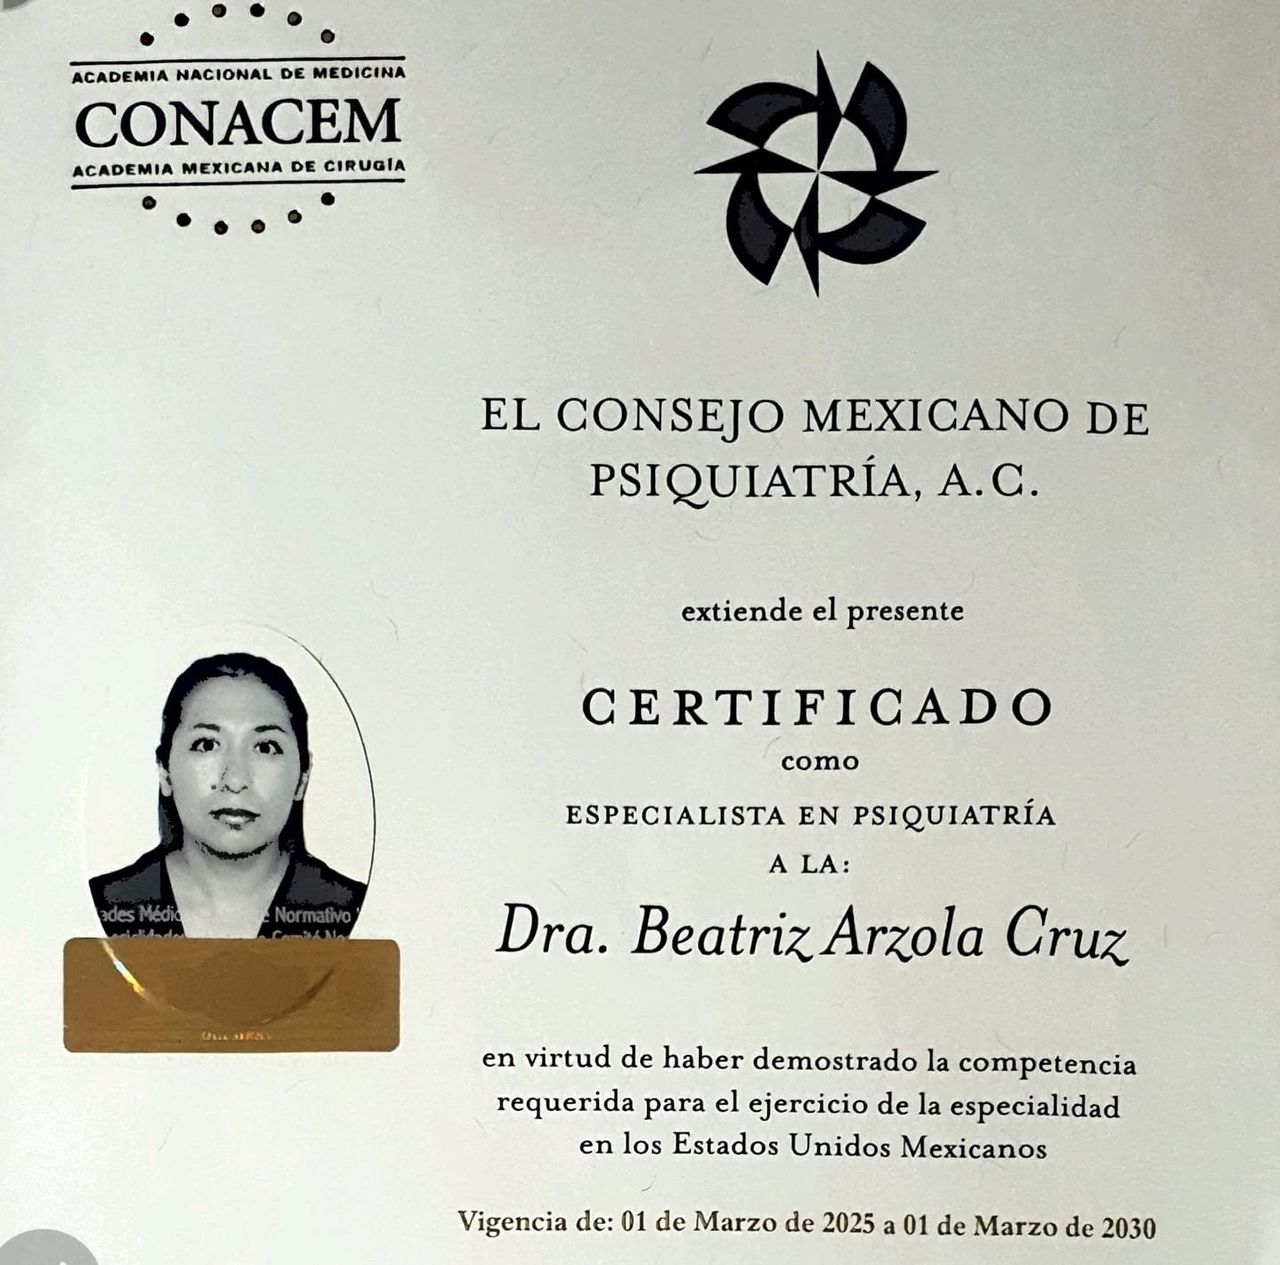 ACADEMIA NACIONAL DE MEDICINA
CONACEM
ACADEMIA MEXICANA DE CIRUGÍA
EL CONSEJO MEXICANO DE
PSIQUIATRÍA, A.C.
extiende el presente
CERTIFICADO
como
ESPECIALISTA EN PSIQUIATRÍA
A LA:
Dra. Beatriz Arzola Cruz
Normativo
en virtud de haber demostrado la competencia
requerida para el ejercicio de la especialidad
en los Estados Unidos Mexicanos
Vigencia de: 01 de Marzo de 2025 a 01 de Marzo de 2030